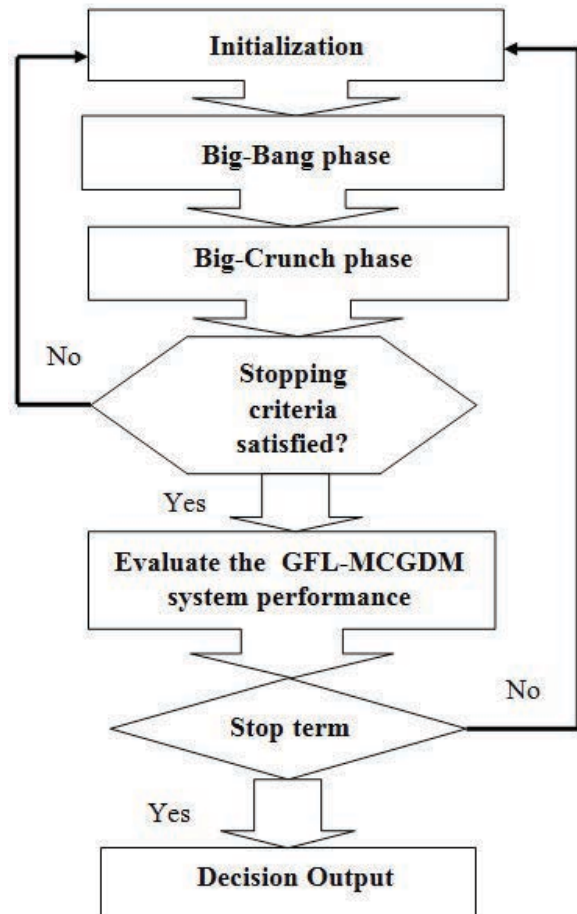 Initialization
Big-Bang phase
Big-Crunch phase
No
Stopping
criteria
satisfied?
Yes
Evaluate the GFL-MCGDM
system performance
No
Stop term
Yes
Decision Output